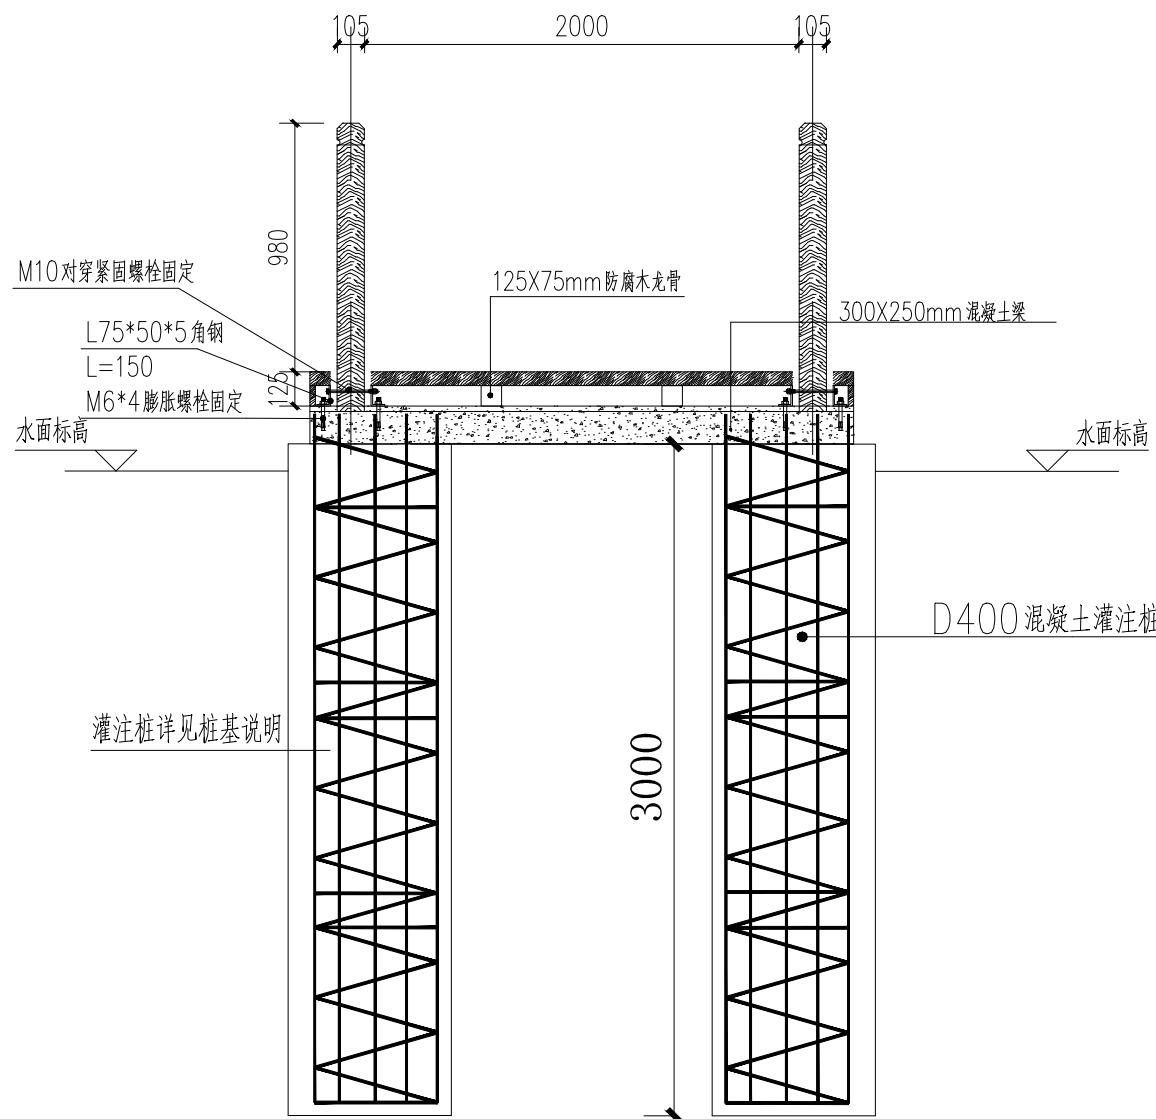 105
2000
105
980
M10对穿紧固螺栓固定
125X75mm防腐木龙骨
300X250mm混凝土梁
L75*50*5角钢
L=150
125
M6*4膨胀螺栓固定
水面标高
水面标高
D400混凝土灌注桩
灌注桩详见桩基说明
3000